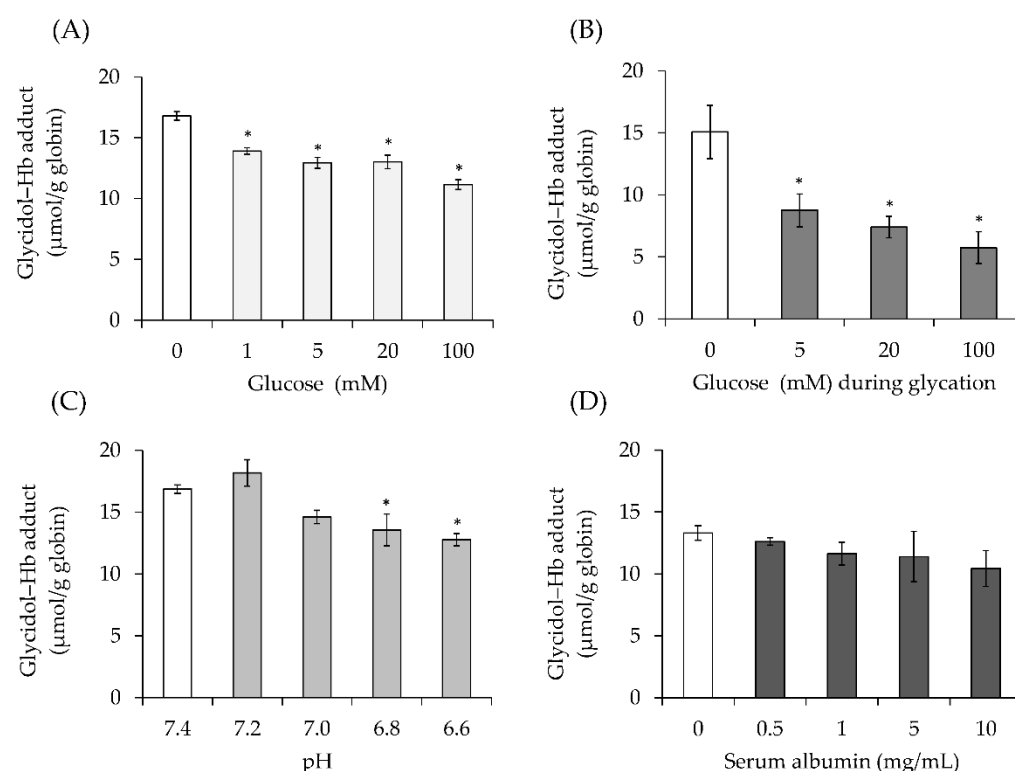 (A)
Glycidol–Hb adduct
(μmol/g globin)
20
15
10
5
0
*
*
*
*
0 1 5 20 100
Glucose (mM)
(B)
Glycidol–Hb adduct
(μmol/g globin)
20
15
10
5
0
*
*
*
0 5 20 100
Glucose (mM) during glycation
(C)
Glycidol–Hb adduct
(μmol/g globin)
20
15
10
5
0
*
*
7.4 7.2 7.0 6.8 6.6
pH
(D)
Glycidol–Hb adduct
(μmol/g globin)
20
15
10
5
0
0 0.5 1 5 10
Serum albumin (mg/mL)